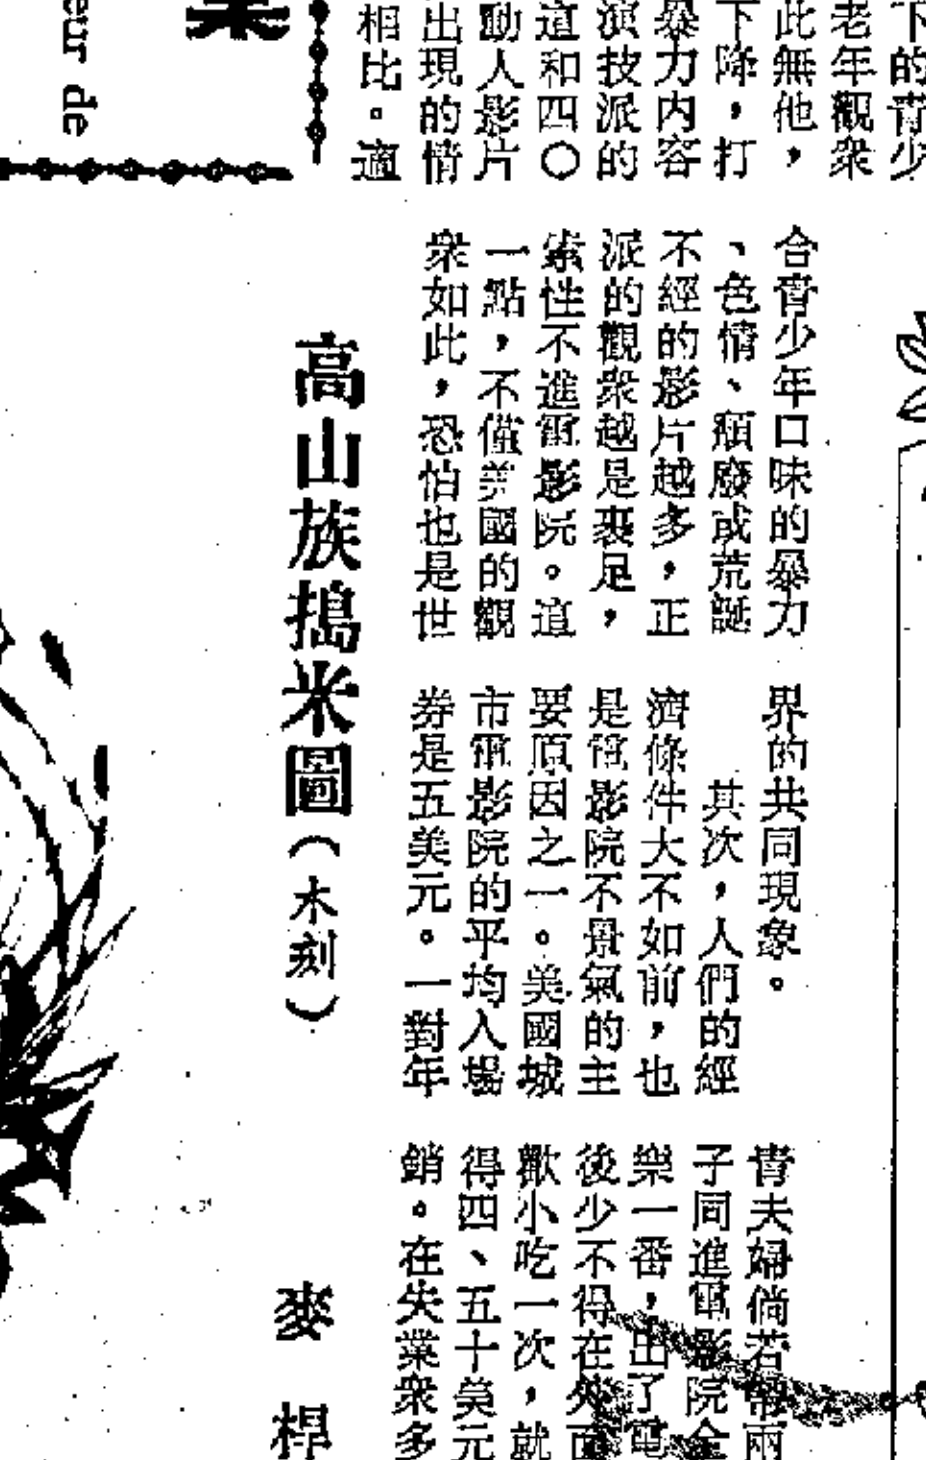 下的青少
老年觀衆
此無他，
下降，打
暴力內容
演技派的
這和四〇
動人影片
出現的情
相比。適
合靑少年口味的暴力
、色情、頹廢或荒誕
不經的影片越多，正
派的觀衆越是裹足，
索性不進電影院。這
一點，不僅美國的觀
衆如此，恐怕也是世
界的共同現象。
其次，人們的經
濟條件大不如前，也
是電影院不景氣的主
要原因之一。美國城
市電影院的平均入場
券是五美元。一對年
靑夫婦倘若帶兩
子同進電影院全
樂一番，出了電
後少不得在外面
歡小吃一次，就
得四、五十美元
銷。在失業衆多
高山族搗米圖（木刻）
麥 桿
eur de
業